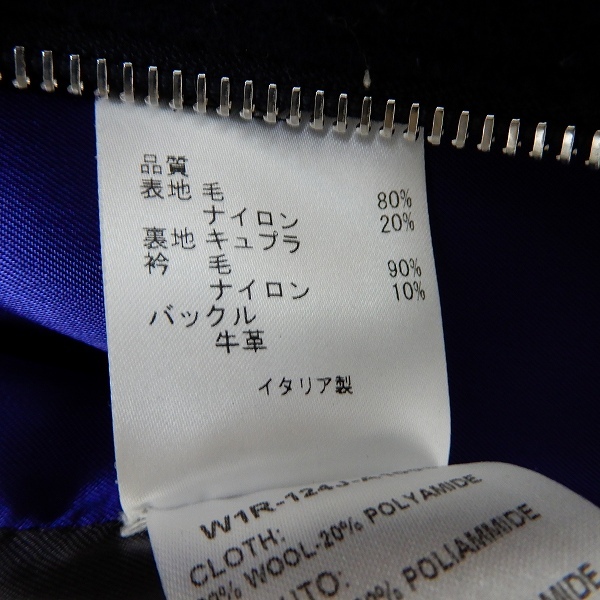 品質
表地 毛 80%
ナイロン 20%
裏地 キュプラ
衿 毛 90%
ナイロン 10%
バックル
牛革
イタリア製
W1R-124J-
CLOTH:
WOOL-20% POLYAMIDE
POLIAMMIDE